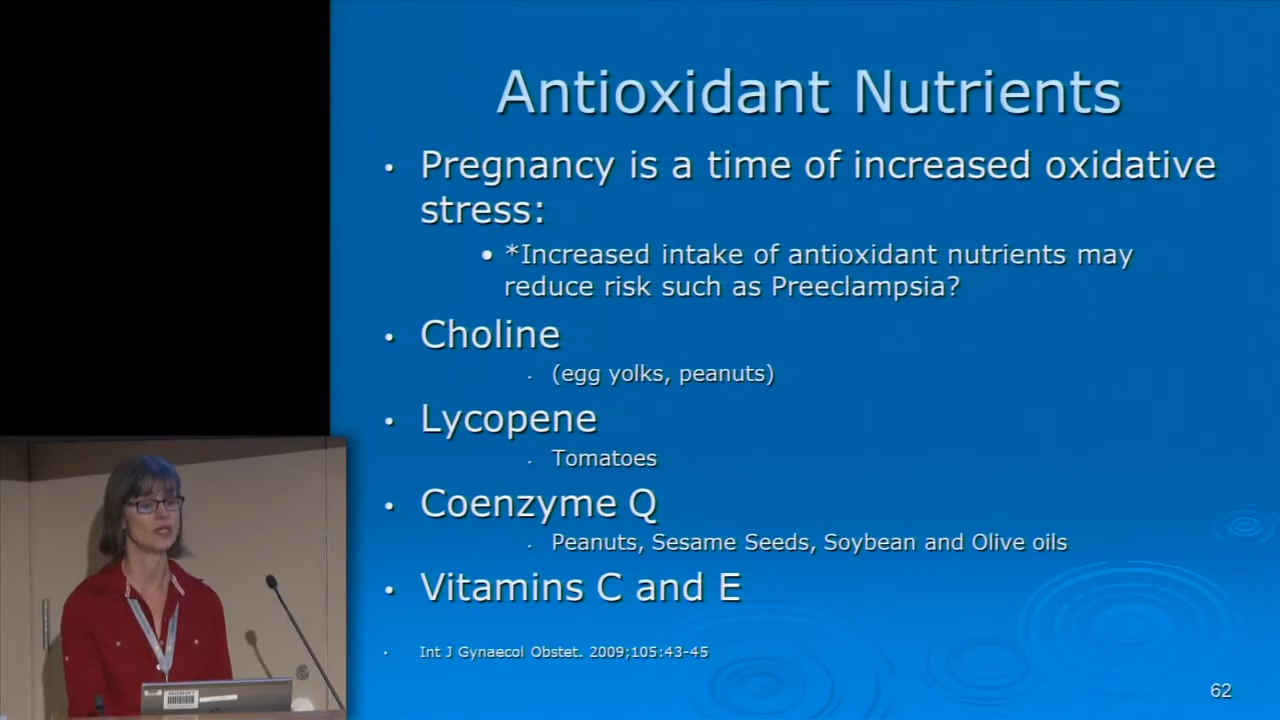 Antioxidant Nutrients
• Pregnancy is a time of increased oxidative
stress:
• *Increased intake of antioxidant nutrients may
reduce risk such as Preeclampsia?
• Choline
• (egg yolks, peanuts)
• Lycopene
• Tomatoes
• Coenzyme Q
• Peanuts, Sesame Seeds, Soybean and Olive oils
• Vitamins C and E
• Int J Gynaecol Obstet. 2009;105:43-45
62